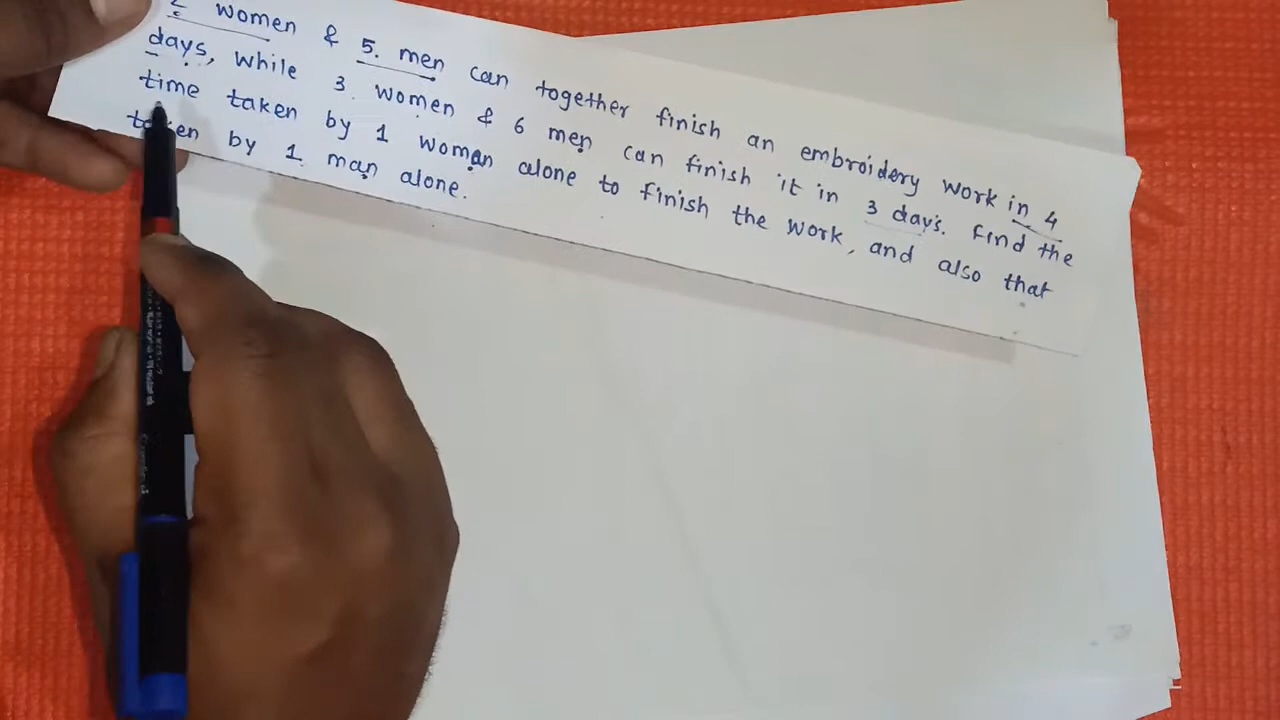 2 women & 5. men can together finish an embroidery work in 4
days, while 3 women & 6 men can finish it in 3 days. Find the
time taken by 1 woman alone to finish the work, and also that
taken by 1 man alone.